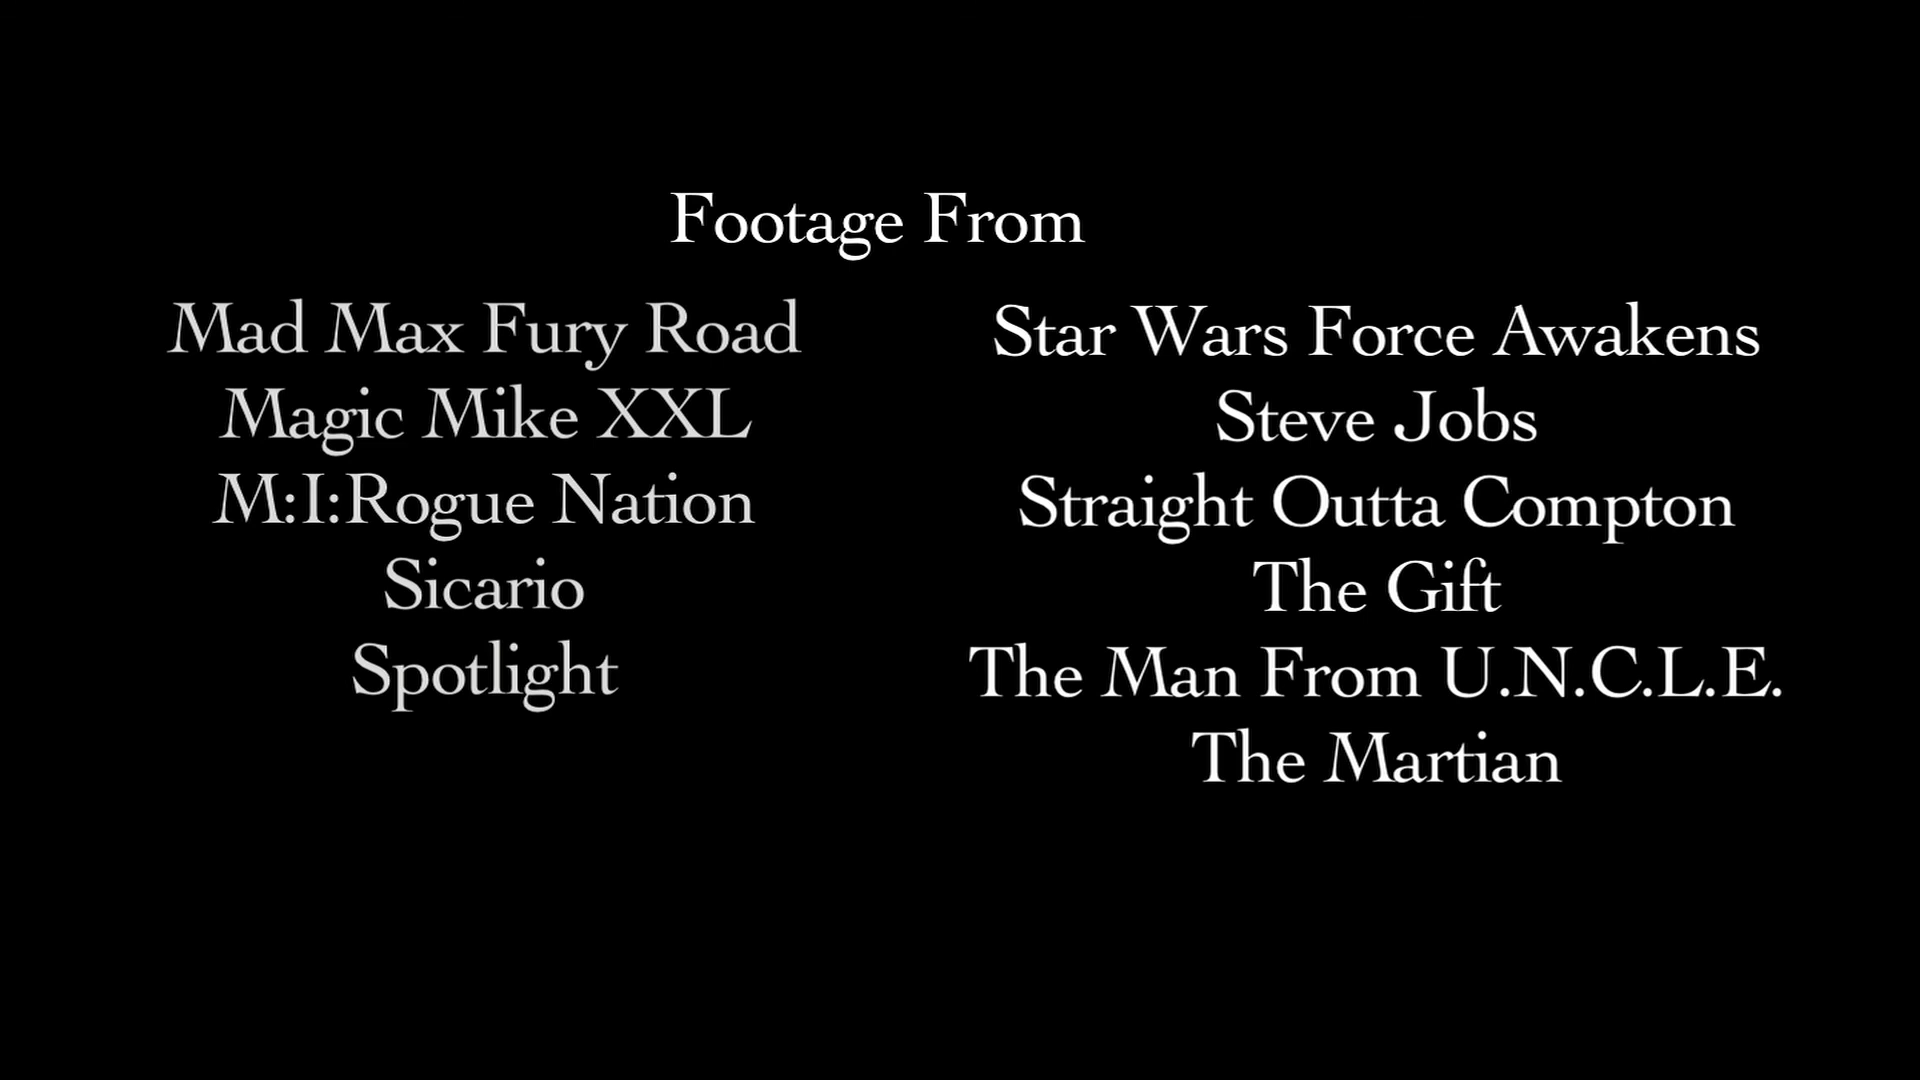 Footage From
Mad Max Fury Road
Magic Mike XXL
M:I:Rogue Nation
Sicario
Spotlight
Star Wars Force Awakens
Steve Jobs
Straight Outta Compton
The Gift
The Man From U.N.C.L.E.
The Martian